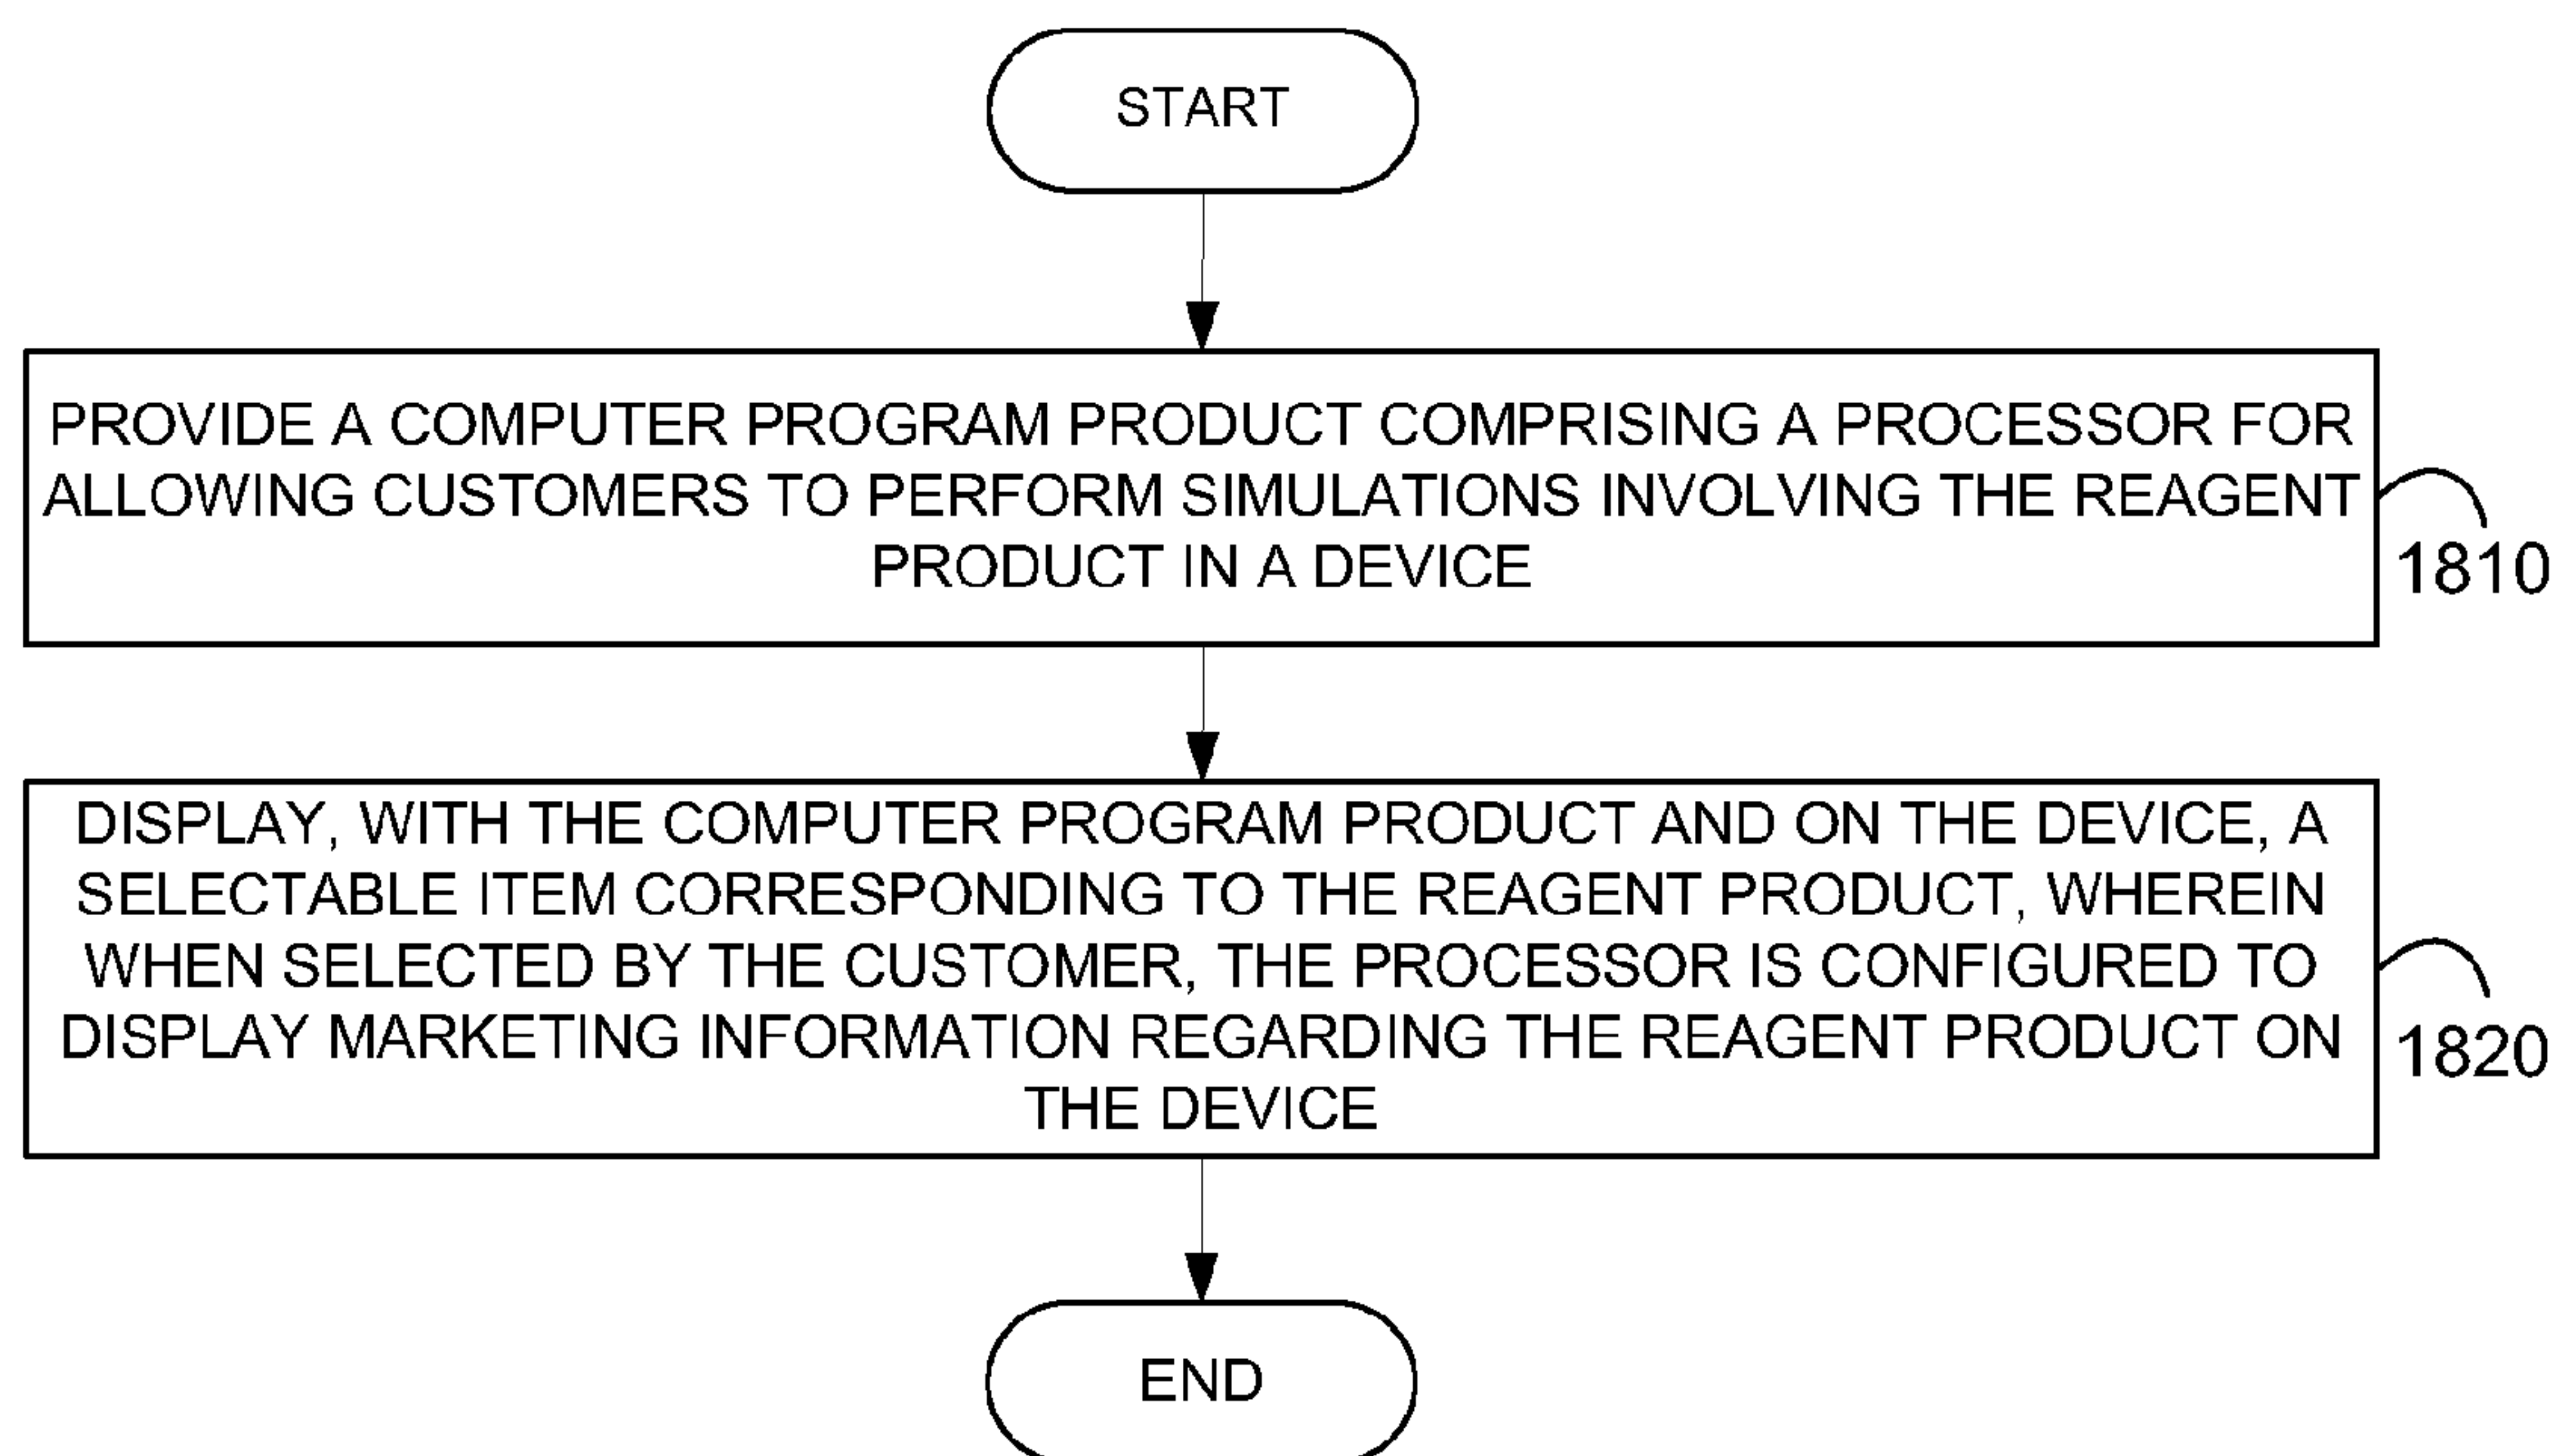 START
PROVIDE A COMPUTER PROGRAM PRODUCT COMPRISING A PROCESSOR FOR
ALLOWING CUSTOMERS TO PERFORM SIMULATIONS INVOLVING THE REAGENT
PRODUCT IN A DEVICE
1810
DISPLAY, WITH THE COMPUTER PROGRAM PRODUCT AND ON THE DEVICE, A
SELECTABLE ITEM CORRESPONDING TO THE REAGENT PRODUCT, WHEREIN
WHEN SELECTED BY THE CUSTOMER, THE PROCESSOR IS CONFIGURED TO
DISPLAY MARKETING INFORMATION REGARDING THE REAGENT PRODUCT ON
THE DEVICE
1820
END